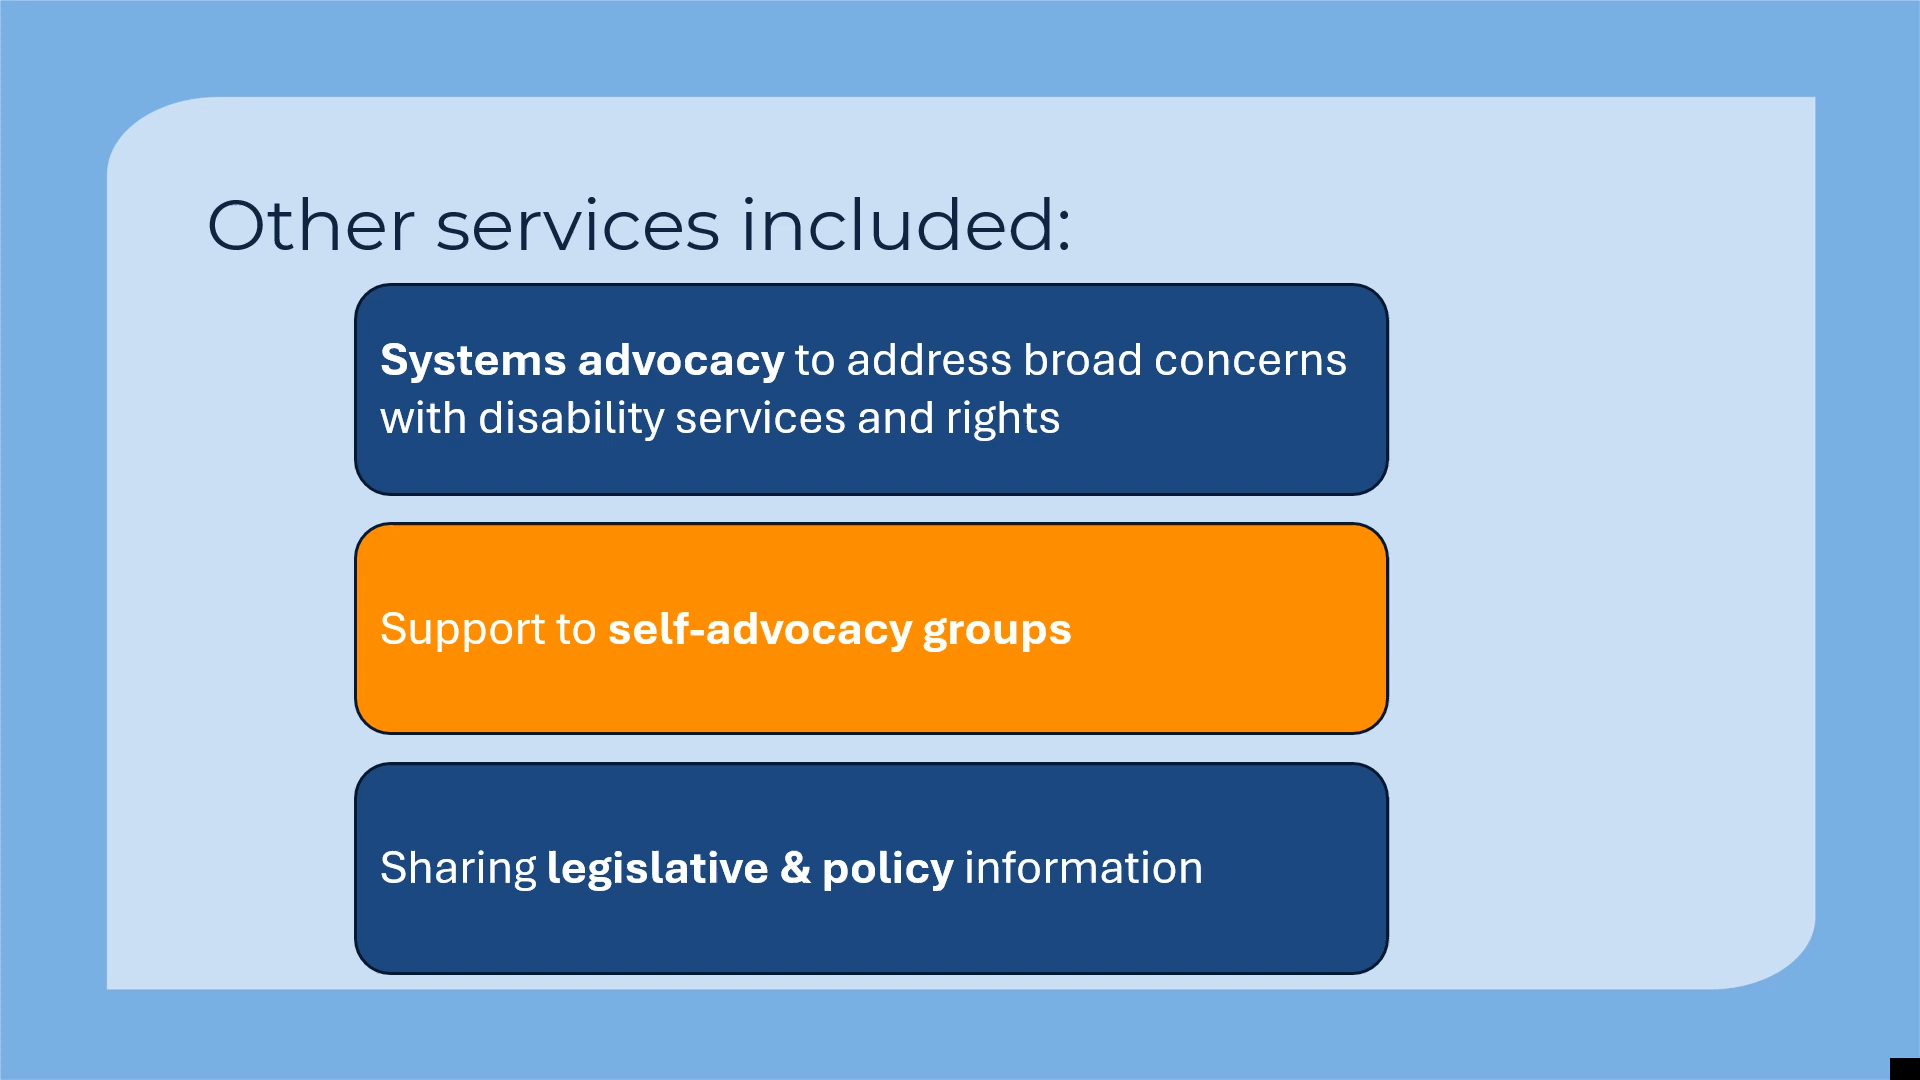 Other services included:
Systems advocacy to address broad concerns
with disability services and rights
Support to self-advocacy groups
Sharing legislative & policy information